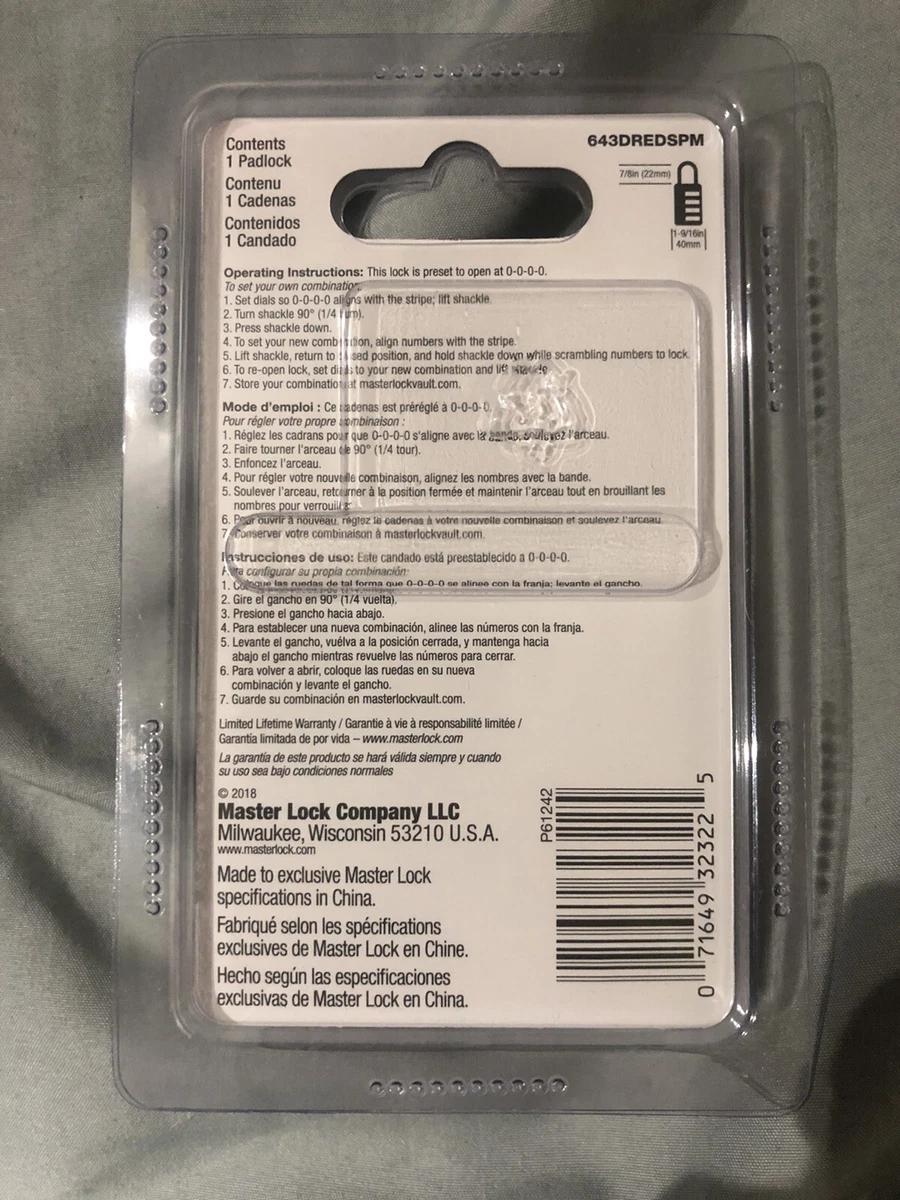 Contents
1 Padlock
Contenu
1 Cadenas
Contenidos
1 Candado
643DREDSPM
7/8in (22mm)
1-9/16in
40mm
Operating Instructions: This lock is preset to open at 0-0-0-0.
To set your own combination:
1. Set dials so 0-0-0-0 aligns with the stripe; lift shackle.
2. Turn shackle 90° (1/4 turn).
3. Press shackle down.
4. To set your new combination, align numbers with the stripe.
5. Lift shackle, return to closed position, and hold shackle down while scrambling numbers to lock.
6. To re-open lock, set dials to your new combination and lift shackle.
7. Store your combination at masterlockvault.com.
Mode d'emploi : Ce cadenas est préréglé à 0-0-0-0.
Pour régler votre propre combinaison :
1. Réglez les cadrans pour que 0-0-0-0 s'aligne avec la bande, soulevez l'arceau.
2. Faire tourner l'arceau de 90° (1/4 tour).
3. Enfoncez l'arceau.
4. Pour régler votre nouvelle combinaison, alignez les nombres avec la bande.
5. Soulever l'arceau, retourner à la position fermée et maintenir l'arceau tout en brouillant les
nombres pour verrouiller.
6. Pour ouvrir à nouveau, réglez le cadenas à votre nouvelle combinaison et soulevez l'arceau.
7. Conserver votre combinaison à masterlockvault.com.
Instrucciones de uso: Este candado está preestablecido a 0-0-0-0.
Para configurar su propia combinación:
1. Coloque las ruedas de tal forma que 0-0-0-0 se alinee con la franja; levante el gancho.
2. Gire el gancho en 90° (1/4 vuelta).
3. Presione el gancho hacia abajo.
4. Para establecer una nueva combinación, alinee las números con la franja.
5. Levante el gancho, vuélva a la posición cerrada, y mantenga hacia
abajo el gancho mientras revuelve las números para cerrar.
6. Para volver a abrir, coloque las ruedas en su nueva
combinación y levante el gancho.
7. Guarde su combinación en masterlockvault.com.
Limited Lifetime Warranty / Garantie à vie à responsabilité limitée /
Garantía limitada de por vida – www.masterlock.com
La garantía de este producto se hará válida siempre y cuando
su uso sea bajo condiciones normales
© 2018
Master Lock Company LLC
Milwaukee, Wisconsin 53210 U.S.A.
www.masterlock.com
Made to exclusive Master Lock
specifications in China.
Fabriqué selon les spécifications
exclusives de Master Lock en Chine.
Hecho según las especificaciones
exclusivas de Master Lock en China.
P61242
0 71649 32322 5